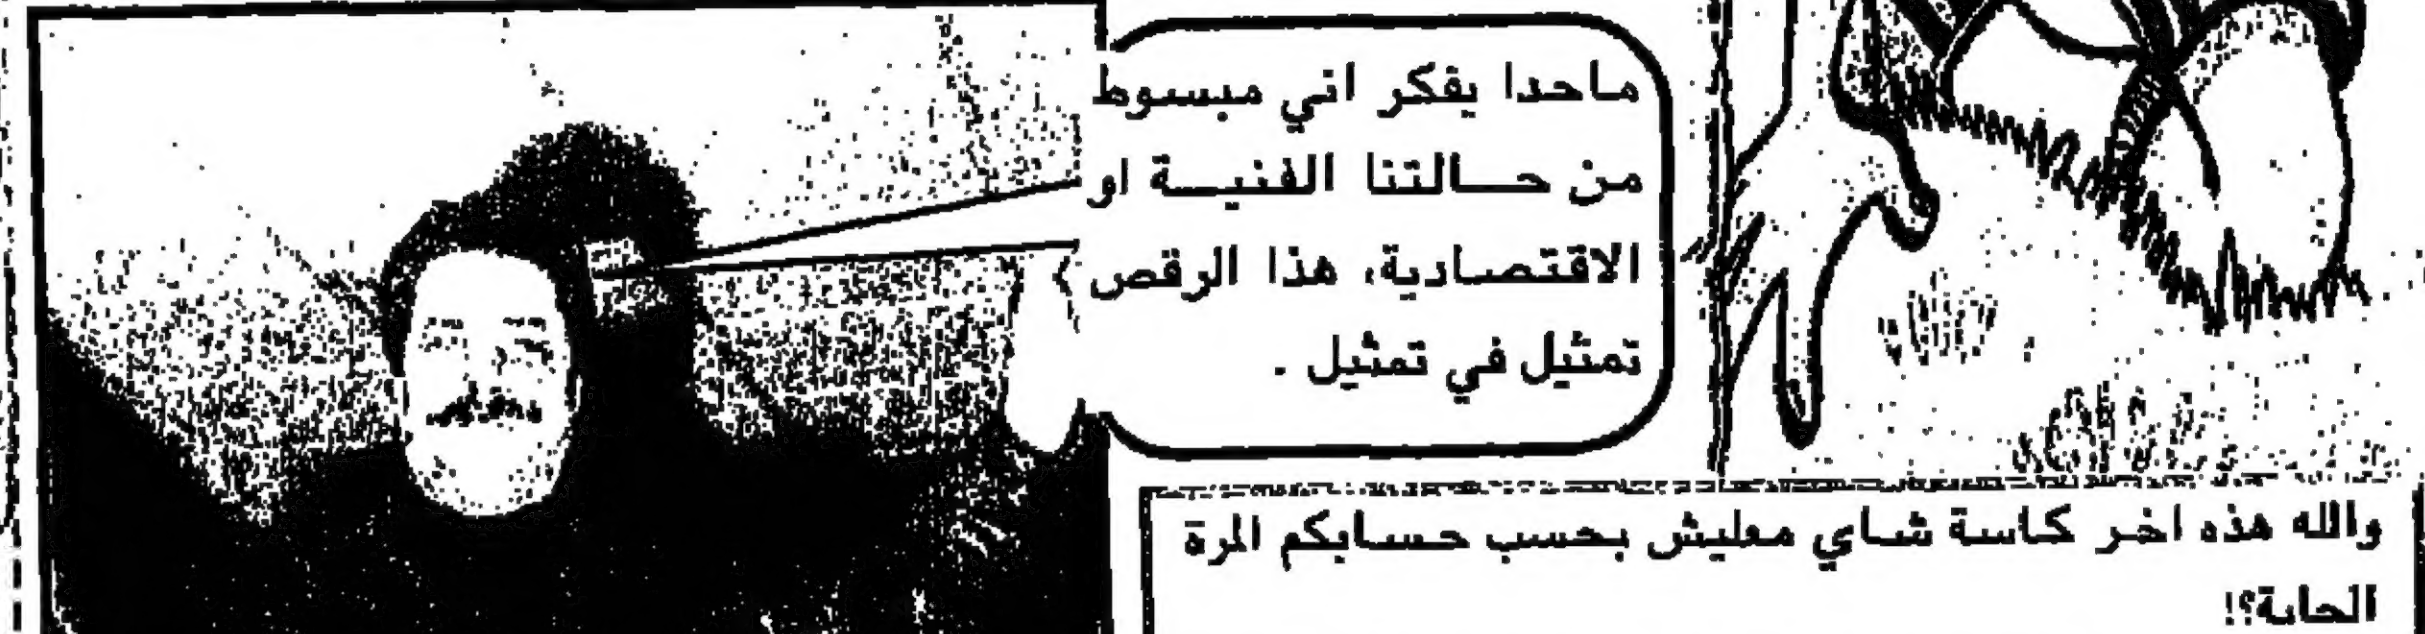 ماحدا يفكر اني مبسوط
من حالتنا الفنية او
الاقتصادية، هذا الرقص
تمثيل في تمثيل .
والله هذه اخر كاسة شاي معليش بحسب حسابكم المرة
الجاية؟!